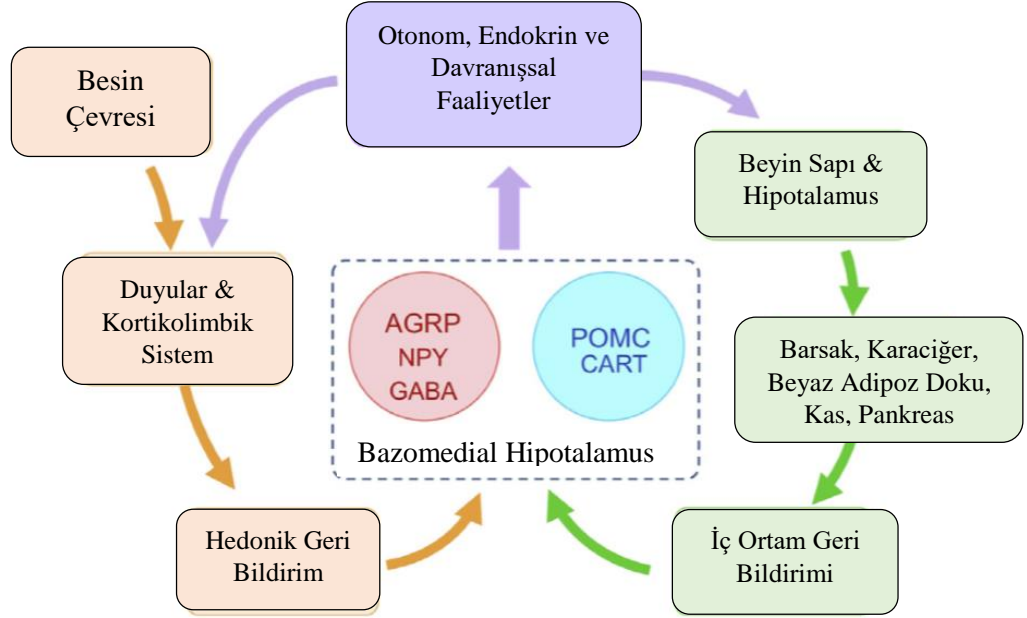 Besin
Çevresi
Otonom, Endokrin ve
Davranışsal
Faaliyetler
Beyin Sapı &
Hipotalamus
Duyular &
Kortikolimbik
Sistem
AGRP
NPY
GABA
POMC
CART
Bazomedial Hipotalamus
Barsak, Karaciğer,
Beyaz Adipoz Doku,
Kas, Pankreas
Hedonik Geri
Bildirim
İç Ortam Geri
Bildirimi